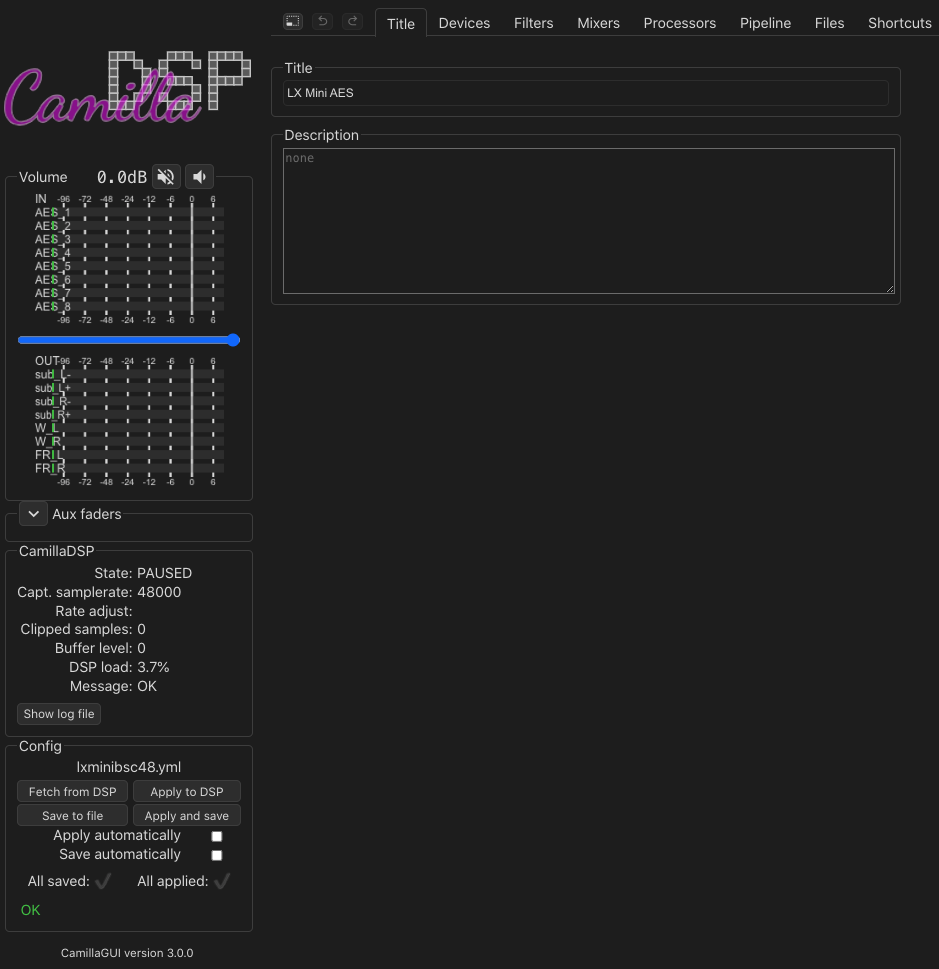 Camilla DSP
Title Devices Filters Mixers Processors Pipeline Files Shortcuts
Title
LX Mini AES
Description
none
Volume 0.0dB
IN -96 -72 -48 -24 -12 -6 0 6
AES_1
AES_2
AES_3
AES_4
AES_5
AES_6
AES_7
AES_8
-96 -72 -48 -24 -12 -6 0 6
OUT -96 -72 -48 -24 -12 -6 0 6
sub_L-
sub_L+
sub_R-
sub_R+
W_L
W_R
FR_L
FR_R
-96 -72 -48 -24 -12 -6 0 6
Aux faders
CamillaDSP
State: PAUSED
Capt. samplerate: 48000
Rate adjust:
Clipped samples: 0
Buffer level: 0
DSP load: 3.7%
Message: OK
Show log file
Config
lxminibsc48.yml
Fetch from DSP Apply to DSP
Save to file Apply and save
Apply automatically
Save automatically
All saved: All applied:
OK
CamillaGUI version 3.0.0